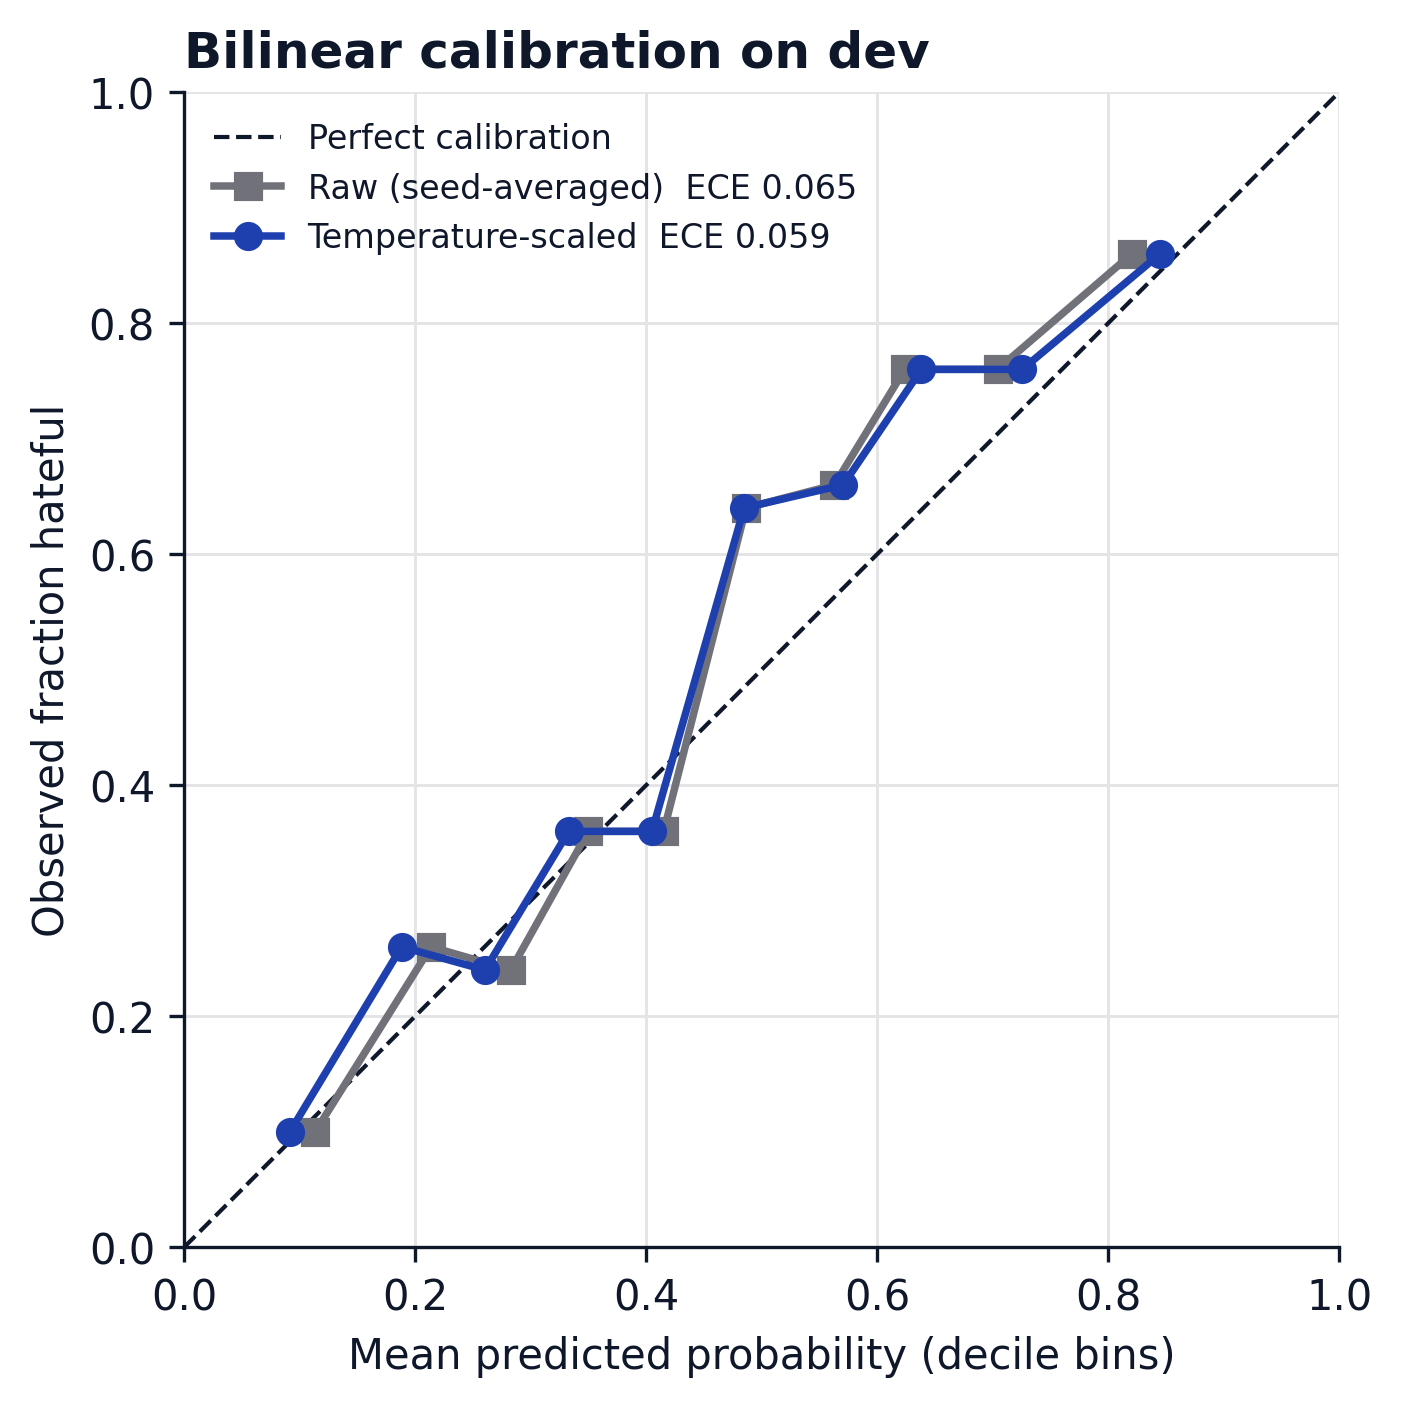 Bilinear calibration on dev
Perfect calibration
Raw (seed-averaged)  ECE 0.065
Temperature-scaled  ECE 0.059
Observed fraction hateful
1.0
0.8
0.6
0.4
0.2
0.0
0.0 0.2 0.4 0.6 0.8 1.0
Mean predicted probability (decile bins)